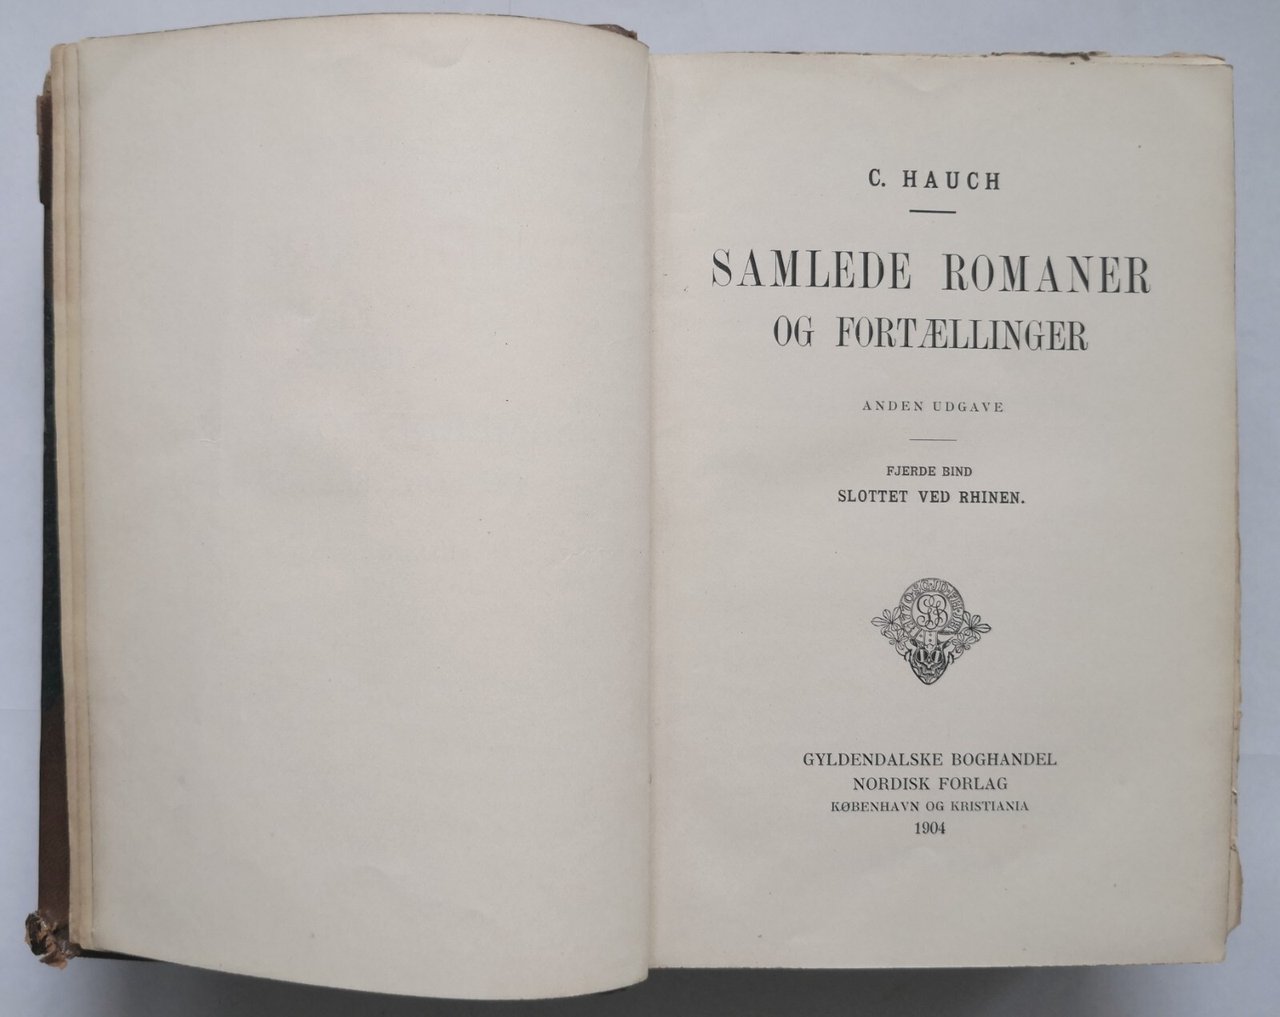 C. HAUCH
SAMLEDE ROMANER
OG FORTÆLLINGER
ANDEN UDGAVE
FJERDE BIND
SLOTTET VED RHINEN.
GYLDENDALSKE BOGHANDEL
NORDISK FORLAG
KØBENHAVN OG KRISTIANIA
1904